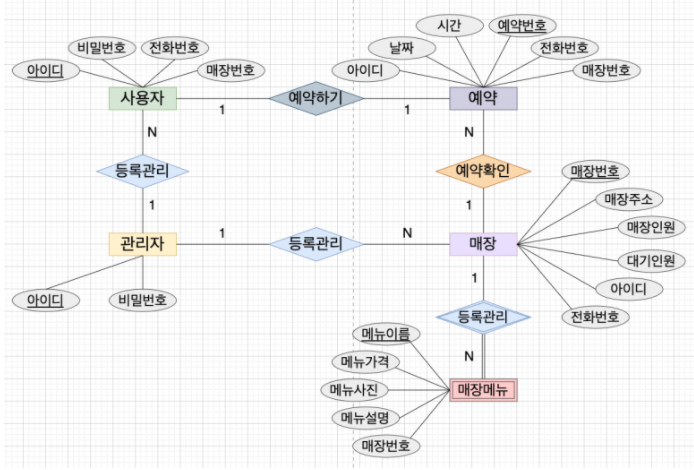 시간
예약번호
비밀번호
전화번호
날짜
전화번호
아이디
매장번호
아이디
매장번호
사용자
1
예약하기
1
예약
N
N
등록관리
예약확인
매장번호
1
1
매장주소
매장인원
관리자
1
등록관리
N
매장
대기인원
1
아이디
아이디
비밀번호
등록관리
전화번호
메뉴이름
N
메뉴가격
메뉴사진
매장메뉴
메뉴설명
매장번호